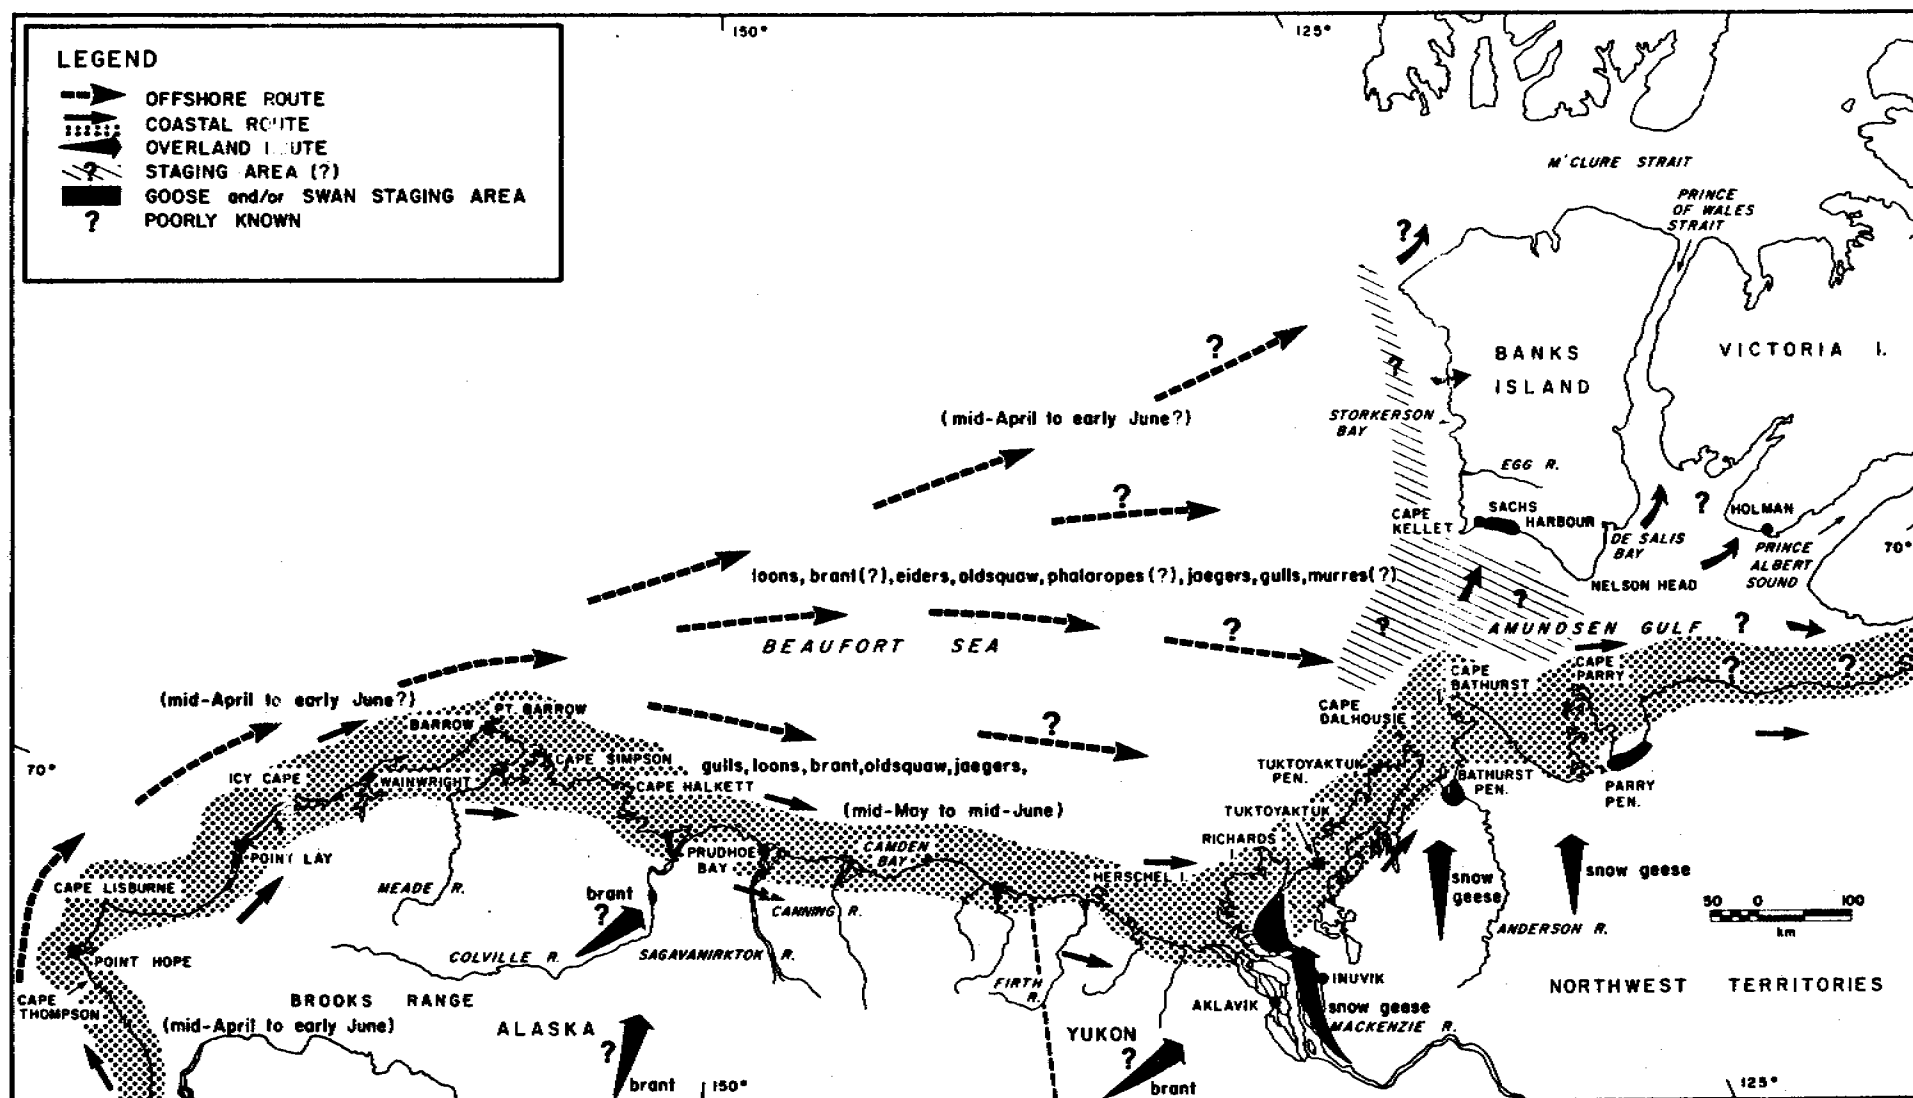 150°
125°
LEGEND
OFFSHORE ROUTE
COASTAL ROUTE
OVERLAND
? STAGING AREA (?)
GOOSE and/or SWAN STAGING AREA
? POORLY KNOWN
M'CLURE STRAIT
PRINCE
OF WALES
STRAIT
?
?
BANKS
ISLAND
VICTORIA I.
?
(mid-April to early June?)
STORKERSON
BAY
EGG R.
?
?
CAPE
KELLET
SACHS
HARBOUR
HOLMAN
DE SALIS
BAY
PRINCE
ALBERT
SOUND
70°
loons, brant(?), eiders, oldsquaw, phalaropes(?), jaegers, gulls, murres(?)
NELSON HEAD
?
?
?
?
AMUNDSEN GULF
BEAUFORT SEA
?
?
(mid-April to early June?)
BARROW
PT. BARROW
CAPE
BATHURST
CAPE
PARRY
CAPE
DALHOUSIE
?
70°
ICY CAPE
WAINWRIGHT
CAPE SIMPSON
CAPE HALKETT
gulls, loons, brant, oldsquaw, jaegers,
TUKTOYAKTUK
PEN.
BATHURST
PEN.
PARRY
PEN.
(mid-May to mid-June)
TUKTOYAKTUK
RICHARDS
I.
POINT LAY
PRUDHOE
BAY
CAMDEN
BAY
CAPE LISBURNE
MEADE R.
brant
?
HERSCHEL I.
snow
geese
snow geese
50 0 100
km
CANNING R.
ANDERSON R.
POINT HOPE
COLVILLE R.
SAGAVANIRKTOK R.
FIRTH
R.
INUVIK
NORTHWEST TERRITORIES
CAPE
THOMPSON
BROOKS RANGE
(mid-April to early June)
ALASKA
AKLAVIK
snow geese
MACKENZIE R.
YUKON
?
brant
150°
?
brant
125°